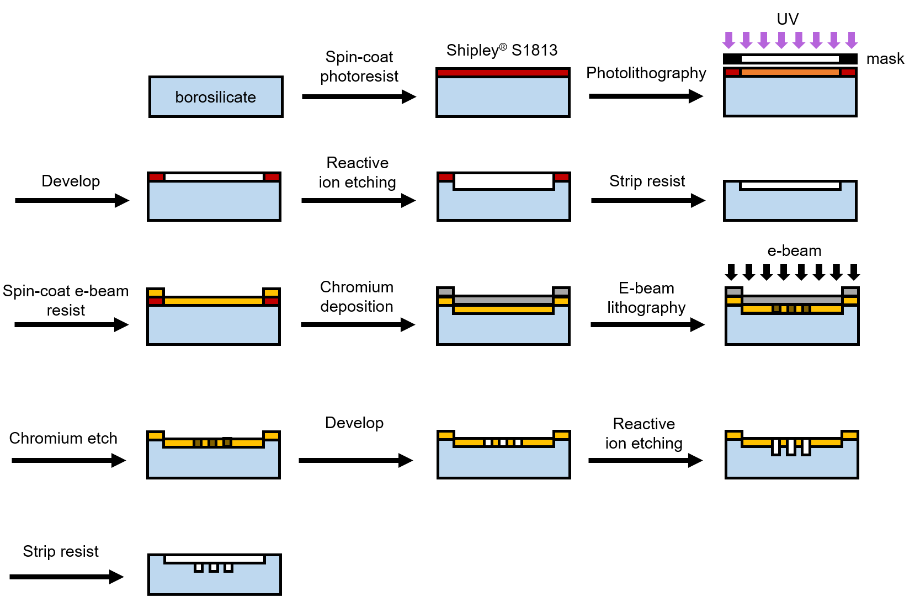 borosilicate
Spin-coat
photoresist
Shipley® S1813
Photolithography
UV
mask
Develop
Reactive
ion etching
Strip resist
Spin-coat e-beam
resist
Chromium
deposition
E-beam
lithography
e-beam
Chromium etch
Develop
Reactive
ion etching
Strip resist